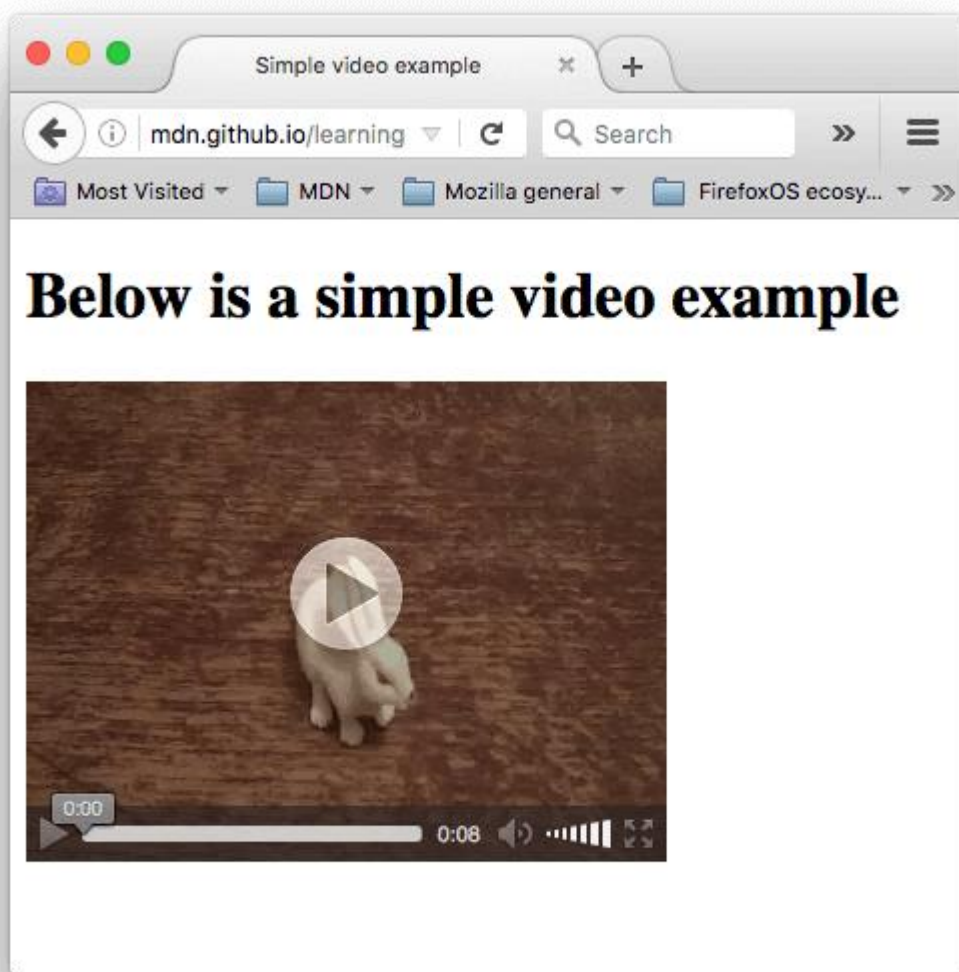 Simple video example
mdn.github.io/learning Search
Most Visited MDN Mozilla general FirefoxOS ecosy...
Below is a simple video example
0:00
0:08